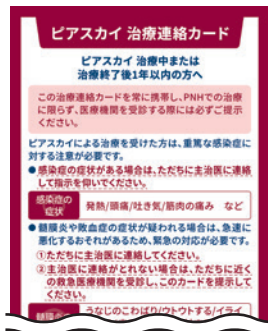 ピアスカイ 治療連絡カード
ピアスカイ 治療中または
治療終了後1年以内の方へ
この治療連絡カードを常に携帯し、PNHでの治療
に限らず、医療機関を受診する際には必ずご提示
ください。
ピアスカイによる治療を受けた方は、重篤な感染症に
対する注意が必要です。
●感染症の症状がある場合は、ただちに主治医に連絡
して指示を仰いでください。
感染症の
症状
発熱/頭痛/吐き気/筋肉の痛み など
●髄膜炎や敗血症の症状が疑われる場合は、急速に
悪化するおそれがあるため、緊急の対応が必要です。
①ただちに主治医に連絡してください。
②主治医に連絡がとれない場合は、ただちに近く
の救急医療機関を受診し、このカードを提示して
ください。
髄膜炎
うなじのこわばり/ウトウトする/イライ